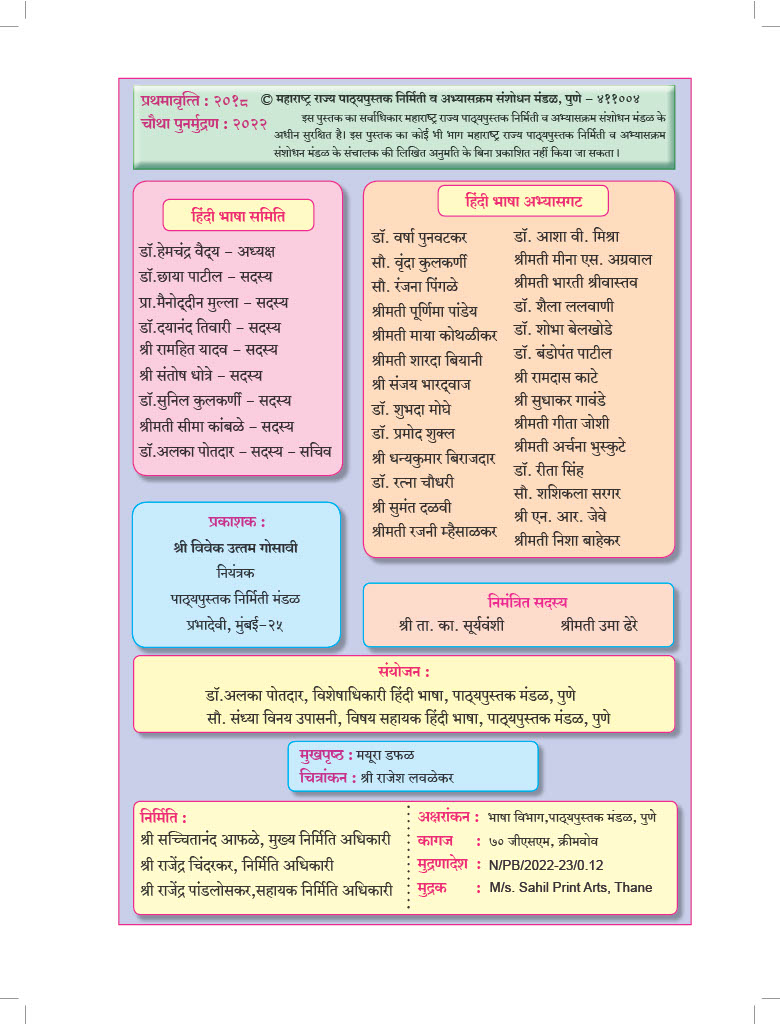 प्रथमावृत्ति : २०१८
चौथा पुनर्मुद्रण : २०२२
© महाराष्ट्र राज्य पाठ्यपुस्तक निर्मिती व अभ्यासक्रम संशोधन मंडळ, पुणे – ४११००४
इस पुस्तक का सर्वाधिकार महाराष्ट्र राज्य पाठ्यपुस्तक निर्मिती व अभ्यासक्रम संशोधन मंडळ के
अधीन सुरक्षित है। इस पुस्तक का कोई भी भाग महाराष्ट्र राज्य पाठ्यपुस्तक निर्मिती व अभ्यासक्रम
संशोधन मंडळ के संचालक की लिखित अनुमति के बिना प्रकाशित नहीं किया जा सकता ।
हिंदी भाषा समिति
डॉ.हेमचंद्र वैद्य – अध्यक्ष
डॉ.छाया पाटील – सदस्य
प्रा.मैनोद्दीन मुल्ला – सदस्य
डॉ.दयानंद तिवारी – सदस्य
श्री रामहित यादव – सदस्य
श्री संतोष धोत्रे – सदस्य
डॉ.सुनिल कुलकर्णी – सदस्य
श्रीमती सीमा कांबळे – सदस्य
डॉ.अलका पोतदार – सदस्य – सचिव
हिंदी भाषा अभ्यासगट
डॉ. वर्षा पुनवटकर
सौ. वृंदा कुलकर्णी
सौ. रंजना पिंगळे
श्रीमती पूर्णिमा पांडेय
श्रीमती माया कोथळीकर
श्रीमती शारदा बियानी
श्री संजय भारद्वाज
डॉ. शुभदा मोघे
डॉ. प्रमोद शुक्ल
श्री धन्यकुमार बिराजदार
डॉ. रत्ना चौधरी
श्री सुमंत दळवी
श्रीमती रजनी म्हैसाळकर
डॉ. आशा वी. मिश्रा
श्रीमती मीना एस. अग्रवाल
श्रीमती भारती श्रीवास्तव
डॉ. शैला ललवाणी
डॉ. शोभा बेलखोडे
डॉ. बंडोपंत पाटील
श्री रामदास काटे
श्री सुधाकर गावंडे
श्रीमती गीता जोशी
श्रीमती अर्चना भुस्कुटे
डॉ. रीता सिंह
सौ. शशिकला सरगर
श्री एन. आर. जेवे
श्रीमती निशा बाहेकर
प्रकाशक :
श्री विवेक उत्तम गोसावी
नियंत्रक
पाठ्यपुस्तक निर्मिती मंडळ
प्रभादेवी, मुंबई–२५
निमंत्रित सदस्य
श्री ता. का. सूर्यवंशी श्रीमती उमा ढेरे
संयोजन :
डॉ.अलका पोतदार, विशेषाधिकारी हिंदी भाषा, पाठ्यपुस्तक मंडळ, पुणे
सौ. संध्या विनय उपासनी, विषय सहायक हिंदी भाषा, पाठ्यपुस्तक मंडळ, पुणे
मुखपृष्ठ : मयूरा डफळ
चित्रांकन : श्री राजेश लवळेकर
निर्मिति :
श्री सच्चितानंद आफळे, मुख्य निर्मिति अधिकारी
श्री राजेंद्र चिंदरकर, निर्मिति अधिकारी
श्री राजेंद्र पांडलोसकर,सहायक निर्मिति अधिकारी
अक्षरांकन : भाषा विभाग,पाठ्यपुस्तक मंडळ, पुणे
कागज : ७० जीएसएम, क्रीमवोव
मुद्रणादेश : N/PB/2022-23/0.12
मुद्रक : M/s. Sahil Print Arts, Thane